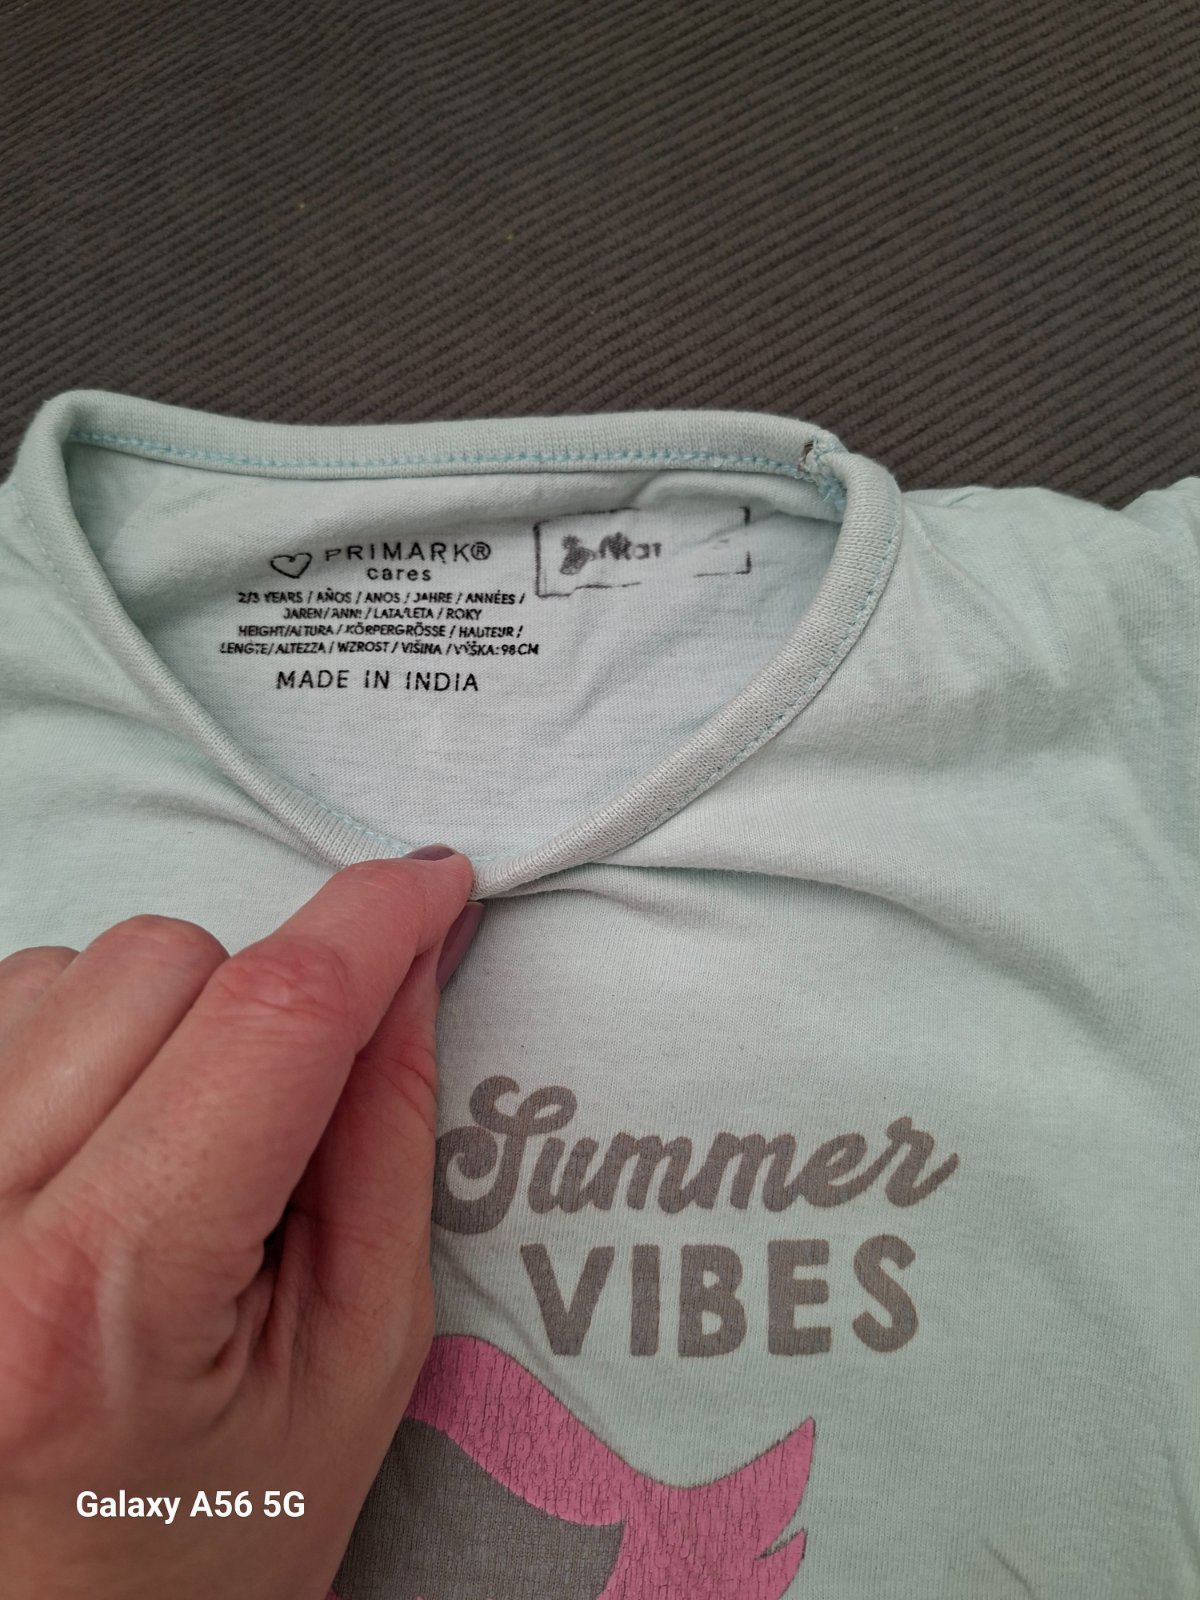 PRIMARK®
cares
2/3 YEARS / AÑOS / ANOS / JAHRE / ANNÉES /
JAREN / ANNI / LATA/LETA / ROKY
HEIGHT/ALTURA / KÖRPERGRÖSSE / HAUTEUR /
LENGTE/ ALTEZZA / WZROST / VIŠINA / VÝŠKA: 98 CM
MADE IN INDIA
Summer
VIBES
Galaxy A56 5G